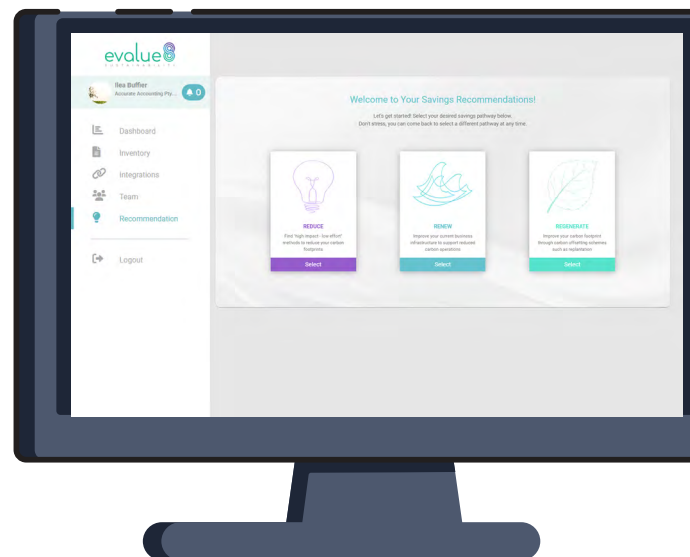 evalue8
SUSTAINABILITY
Ilea Buffier
Accurate Accounting Pty...
0
Dashboard
Inventory
Integrations
Team
Recommendation
Logout
Welcome to Your Savings Recommendations!
Let's get started! Select your desired savings pathway below.
Don't stress, you can come back to select a different pathway at any time.
REDUCE
Find 'high impact - low effort'
methods to reduce your carbon
footprints
Select
RENEW
Improve your current business
infrastructure to support reduced
carbon operations
Select
REGENERATE
Improve your carbon footprint
through carbon offsetting schemes
such as replantation
Select